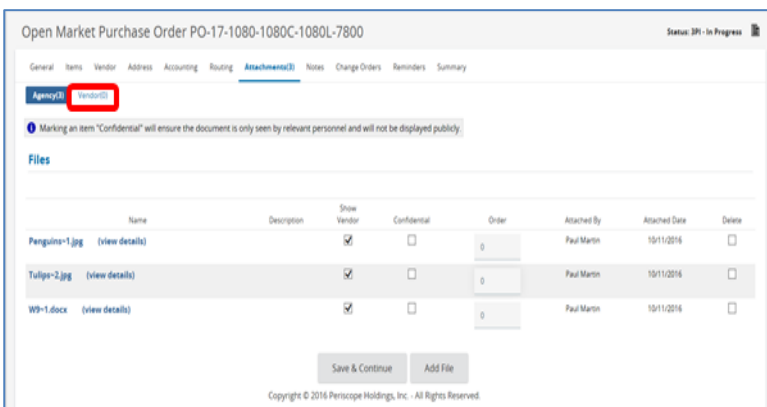 Open Market Purchase Order PO-17-1080-1080C-1080L-7800 Status: 3PI - In Progress
General Items Vendor Address Accounting Routing Attachments(3) Notes Change Orders Reminders Summary
Agency(3) Vendor(0)
Marking an item "Confidential" will ensure the document is only seen by relevant personnel and will not be displayed publicly.
Files
Name Description Show Vendor Confidential Order Attached By Attached Date Delete
Penguins~1.jpg (view details) 0 Paul Martin 10/11/2016
Tulips~2.jpg (view details) 0 Paul Martin 10/11/2016
W9~1.docx (view details) 0 Paul Martin 10/11/2016
Save & Continue Add File
Copyright © 2016 Periscope Holdings, Inc. - All Rights Reserved.